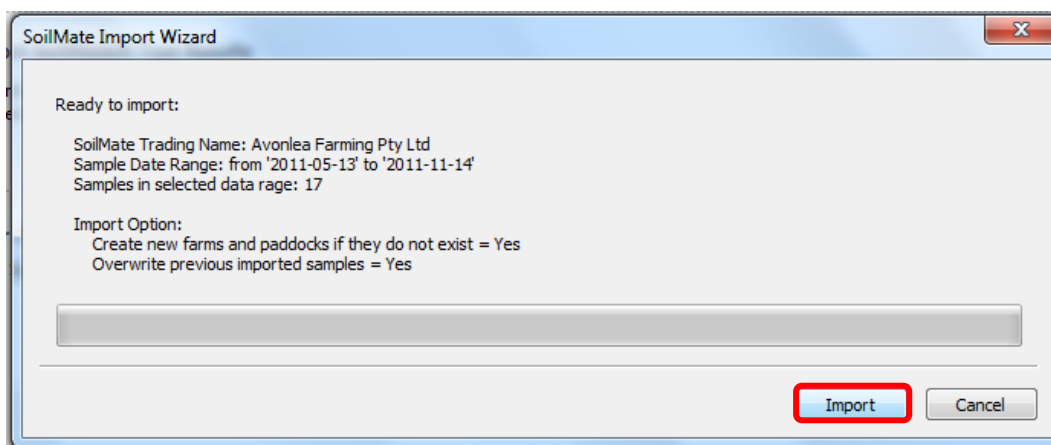 SoilMate Import Wizard
Ready to import:
SoilMate Trading Name: Avonlea Farming Pty Ltd
Sample Date Range: from '2011-05-13' to '2011-11-14'
Samples in selected data rage: 17
Import Option:
Create new farms and paddocks if they do not exist = Yes
Overwrite previous imported samples = Yes
Import
Cancel